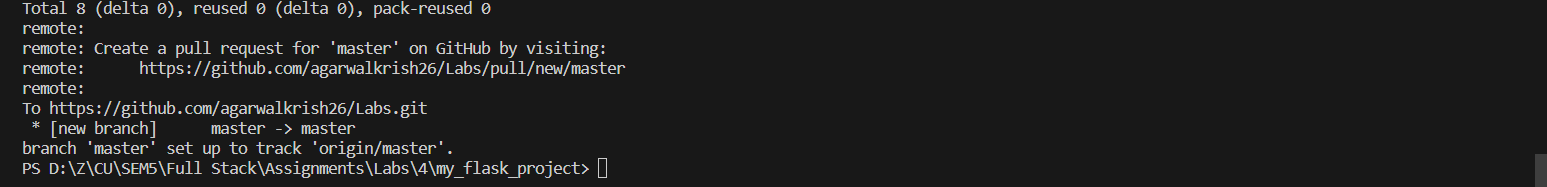 Total 8 (delta 0), reused 0 (delta 0), pack-reused 0
remote:
remote: Create a pull request for 'master' on GitHub by visiting:
remote:      https://github.com/agarwalkrish26/Labs/pull/new/master
remote:
To https://github.com/agarwalkrish26/Labs.git
 * [new branch]      master -> master
branch 'master' set up to track 'origin/master'.
PS D:\Z\CU\SEM5\Full Stack\Assignments\Labs\4\my_flask_project>